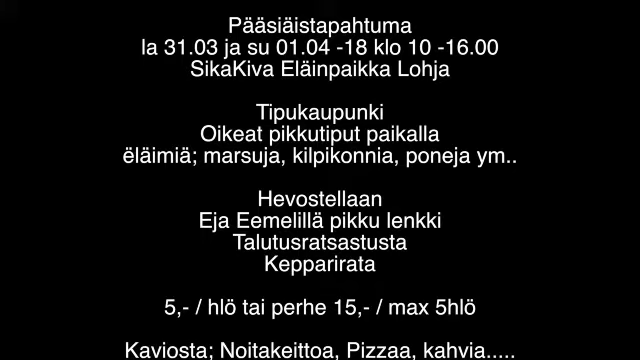 Pääsiäistapahtuma
la 31.03 ja su 01.04 -18 klo 10 -16.00
SikaKiva Eläinpaikka Lohja
Tipukaupunki
Oikeat pikkutiput paikalla
ëläimiä; marsuja, kilpikonnia, poneja ym..
Hevostellaan
Eja Eemelillä pikku lenkki
Talutusratsastusta
Kepparirata
5,- / hlö tai perhe 15,- / max 5hlö
Kaviosta; Noitakeittoa, Pizzaa, kahvia.....